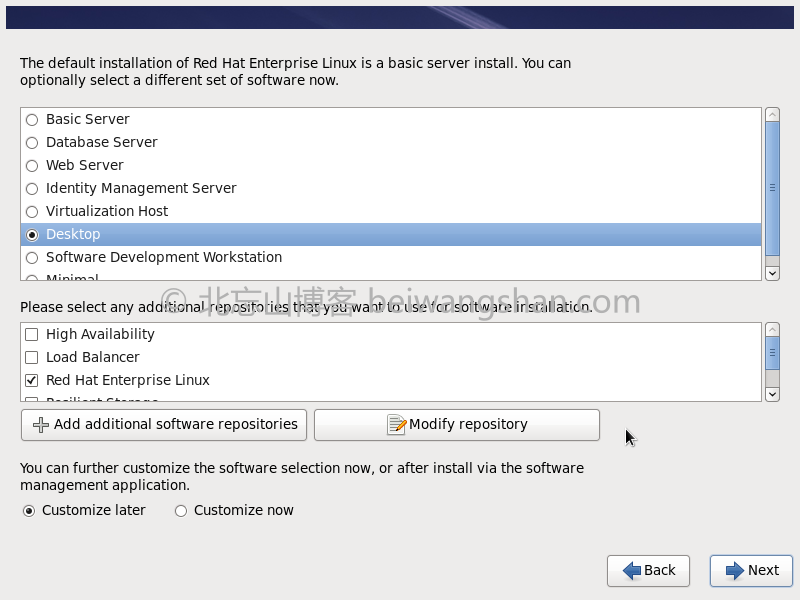 The default installation of Red Hat Enterprise Linux is a basic server install. You can
optionally select a different set of software now.
Basic Server
Database Server
Web Server
Identity Management Server
Virtualization Host
Desktop
Software Development Workstation
Minimal
© 北忘山博客 beiwangshan.com
Please select any additional repositories that you want to use for software installation.
High Availability
Load Balancer
Red Hat Enterprise Linux
Resilient Storage
Add additional software repositories Modify repository
You can further customize the software selection now, or after install via the software
management application.
Customize later Customize now
Back Next